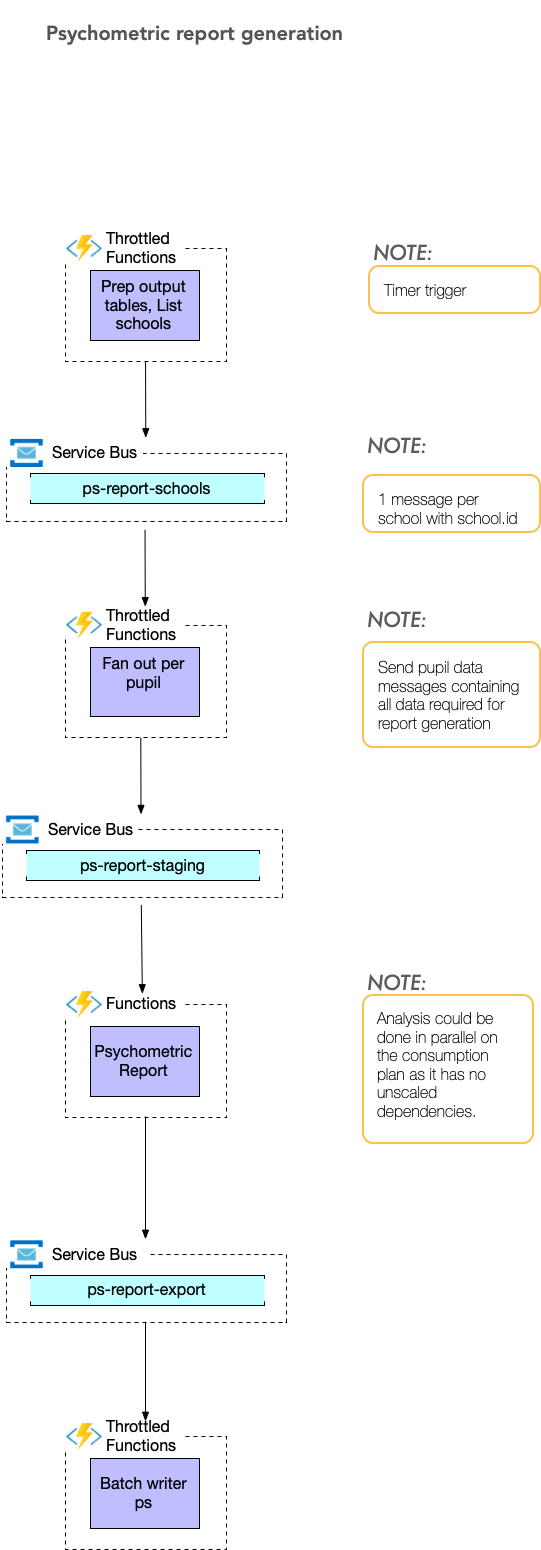 Psychometric report generation
Throttled
Functions
Prep output
tables, List
schools
NOTE:
Timer trigger
Service Bus
ps-report-schools
NOTE:
1 message per
school with school.id
Throttled
Functions
Fan out per
pupil
NOTE:
Send pupil data
messages containing
all data required for
report generation
Service Bus
ps-report-staging
Functions
Psychometric
Report
NOTE:
Analysis could be
done in parallel on
the consumption
plan as it has no
unscaled
dependencies.
Service Bus
ps-report-export
Throttled
Functions
Batch writer
ps